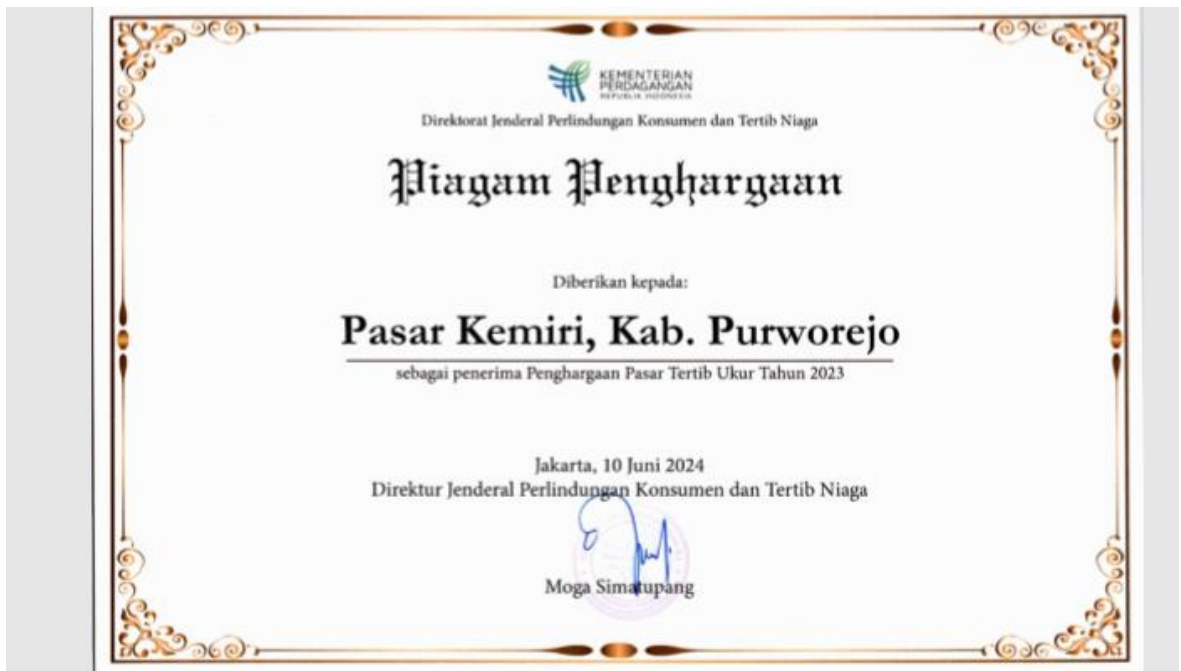 KEMENTERIAN
PERDAGANGAN
REPUBLIK INDONESIA
Direktorat Jenderal Perlindungan Konsumen dan Tertib Niaga
Piagam Penghargaan
Diberikan kepada:
Pasar Kemiri, Kab. Purworejo
sebagai penerima Penghargaan Pasar Tertib Ukur Tahun 2023
Jakarta, 10 Juni 2024
Direktur Jenderal Perlindungan Konsumen dan Tertib Niaga
Moga Simatupang